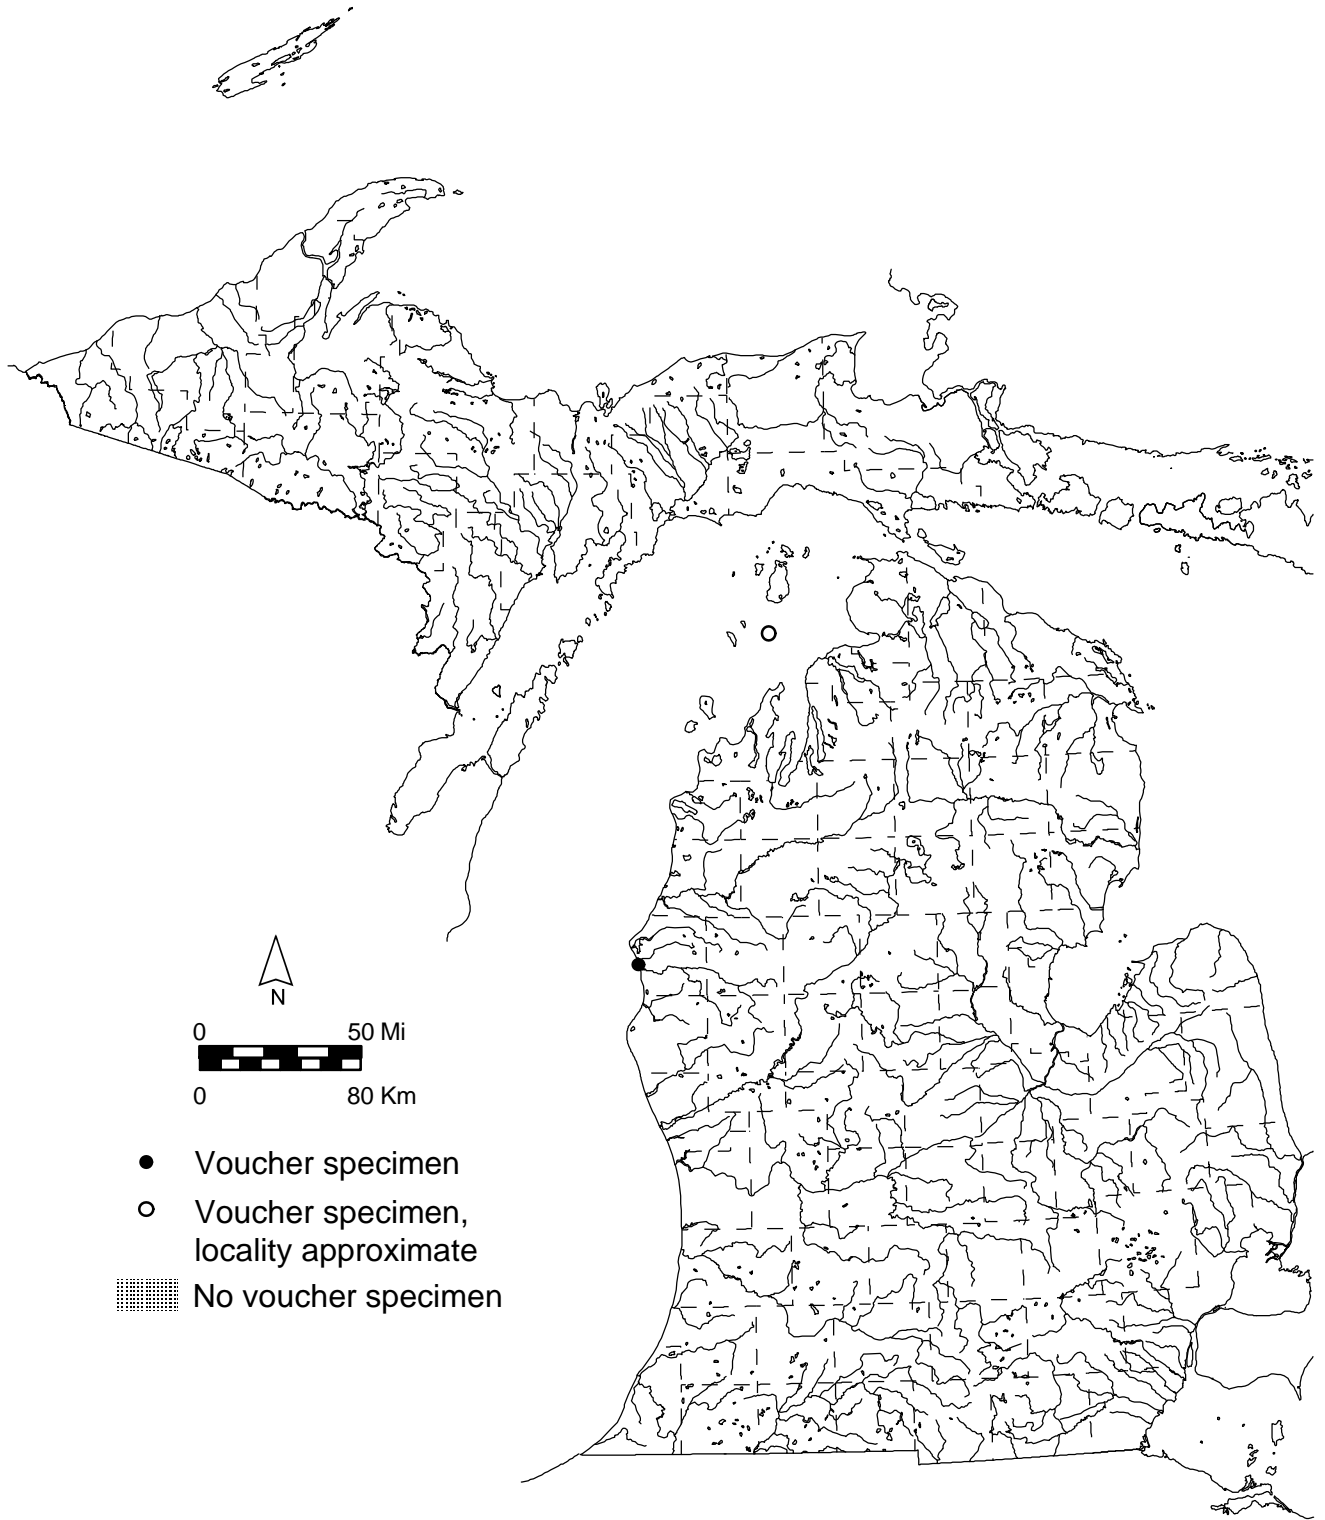 N
0 50 Mi
0 80 Km
Voucher specimen
Voucher specimen,
locality approximate
No voucher specimen